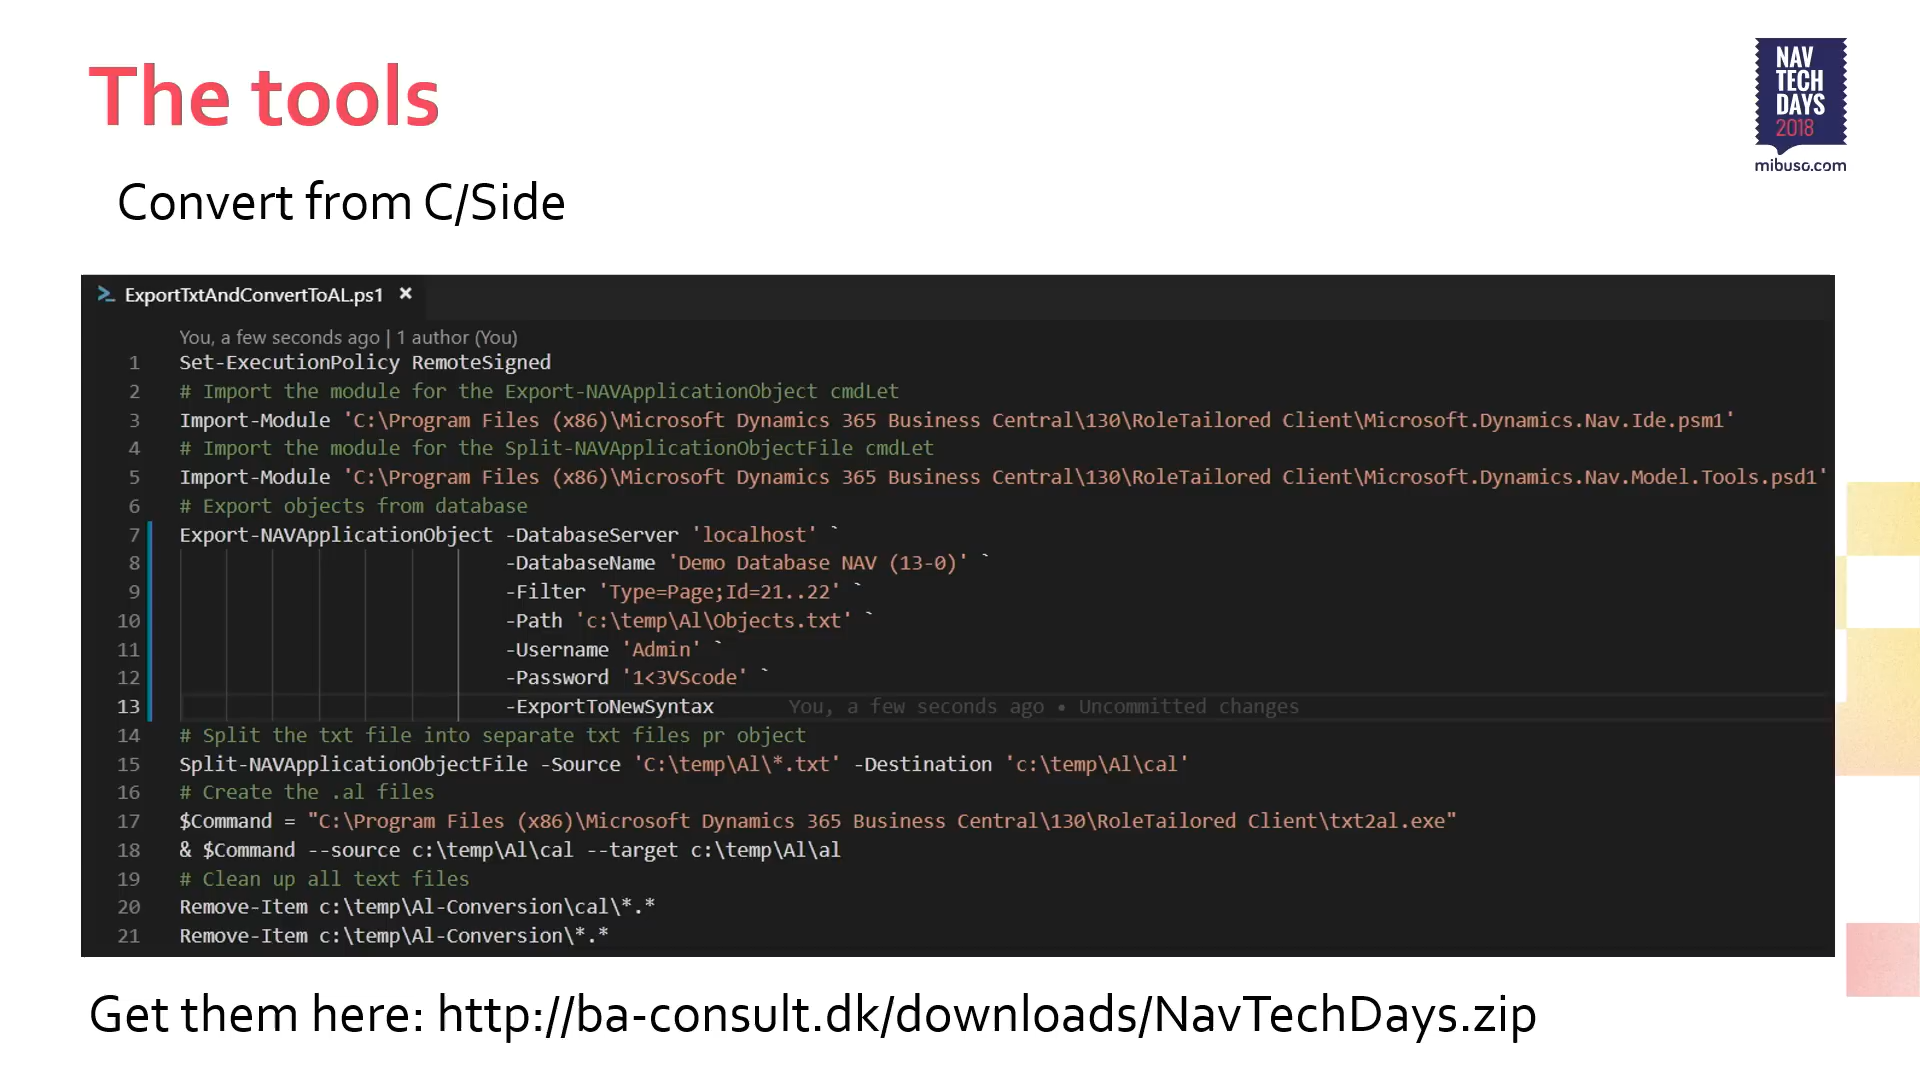 The tools
NAV
TECH
DAYS
2018
mibuso.com
Convert from C/Side
ExportTxtAndConvertToAL.ps1
You, a few seconds ago | 1 author (You)
1 Set-ExecutionPolicy RemoteSigned
2 # Import the module for the Export-NAVApplicationObject cmdLet
3 Import-Module 'C:\Program Files (x86)\Microsoft Dynamics 365 Business Central\130\RoleTailored Client\Microsoft.Dynamics.Nav.Ide.psm1'
4 # Import the module for the Split-NAVApplicationObjectFile cmdLet
5 Import-Module 'C:\Program Files (x86)\Microsoft Dynamics 365 Business Central\130\RoleTailored Client\Microsoft.Dynamics.Nav.Model.Tools.psd1'
6 # Export objects from database
7 Export-NAVApplicationObject -DatabaseServer 'localhost' `
8 -DatabaseName 'Demo Database NAV (13-0)' `
9 -Filter 'Type=Page;Id=21..22' `
10 -Path 'c:\temp\Al\Objects.txt' `
11 -Username 'Admin' `
12 -Password '1<3VScode' `
13 -ExportToNewSyntax You, a few seconds ago • Uncommitted changes
14 # Split the txt file into separate txt files pr object
15 Split-NAVApplicationObjectFile -Source 'C:\temp\Al\*.txt' -Destination 'c:\temp\Al\cal'
16 # Create the .al files
17 $Command = "C:\Program Files (x86)\Microsoft Dynamics 365 Business Central\130\RoleTailored Client\txt2al.exe"
18 & $Command --source c:\temp\Al\cal --target c:\temp\Al\al
19 # Clean up all text files
20 Remove-Item c:\temp\Al-Conversion\cal\*.*
21 Remove-Item c:\temp\Al-Conversion\*.*
Get them here: http://ba-consult.dk/downloads/NavTechDays.zip